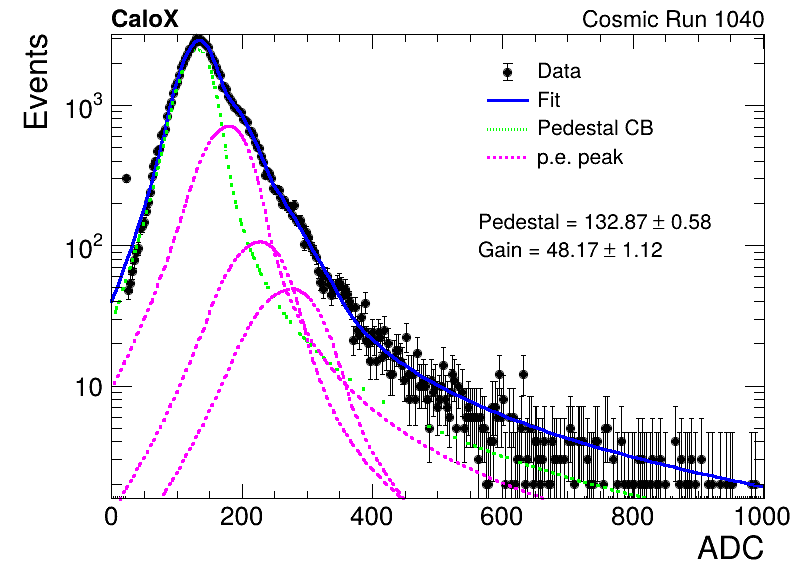 CaloX Cosmic Run 1040
Events
10³
10²
10
Data
Fit
Pedestal CB
p.e. peak
Pedestal = 132.87 ± 0.58
Gain = 48.17 ± 1.12
0 200 400 600 800 1000
ADC